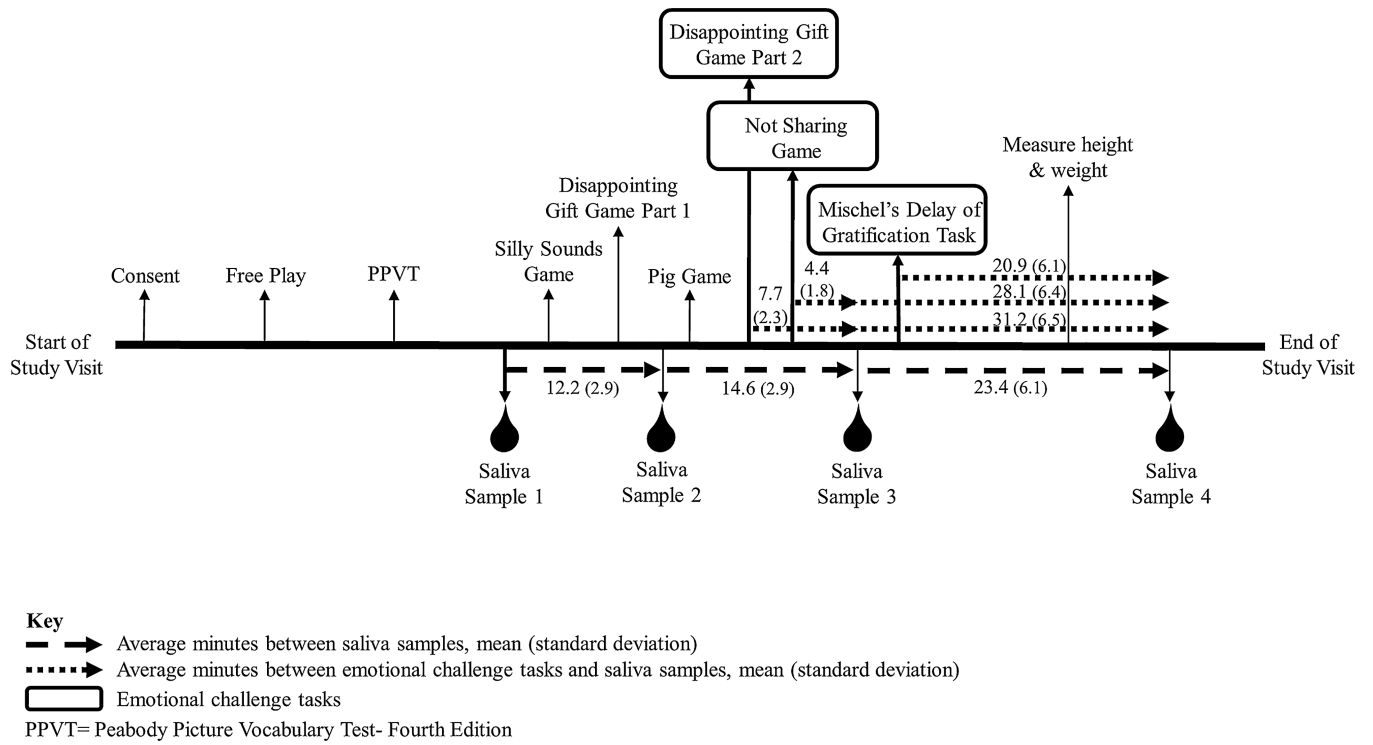 Disappointing Gift
Game Part 2
Not Sharing
Game
Measure height
& weight
Disappointing
Gift Game Part 1
Mischel's Delay of
Gratification Task
Silly Sounds
Game
Consent
Free Play
PPVT
Pig Game
4.4
(1.8)
7.7
(2.3)
20.9 (6.1)
28.1 (6.4)
31.2 (6.5)
Start of
Study Visit
End of
Study Visit
12.2 (2.9)
14.6 (2.9)
23.4 (6.1)
Saliva
Sample 1
Saliva
Sample 2
Saliva
Sample 3
Saliva
Sample 4
Key
Average minutes between saliva samples, mean (standard deviation)
Average minutes between emotional challenge tasks and saliva samples, mean (standard deviation)
Emotional challenge tasks
PPVT= Peabody Picture Vocabulary Test- Fourth Edition